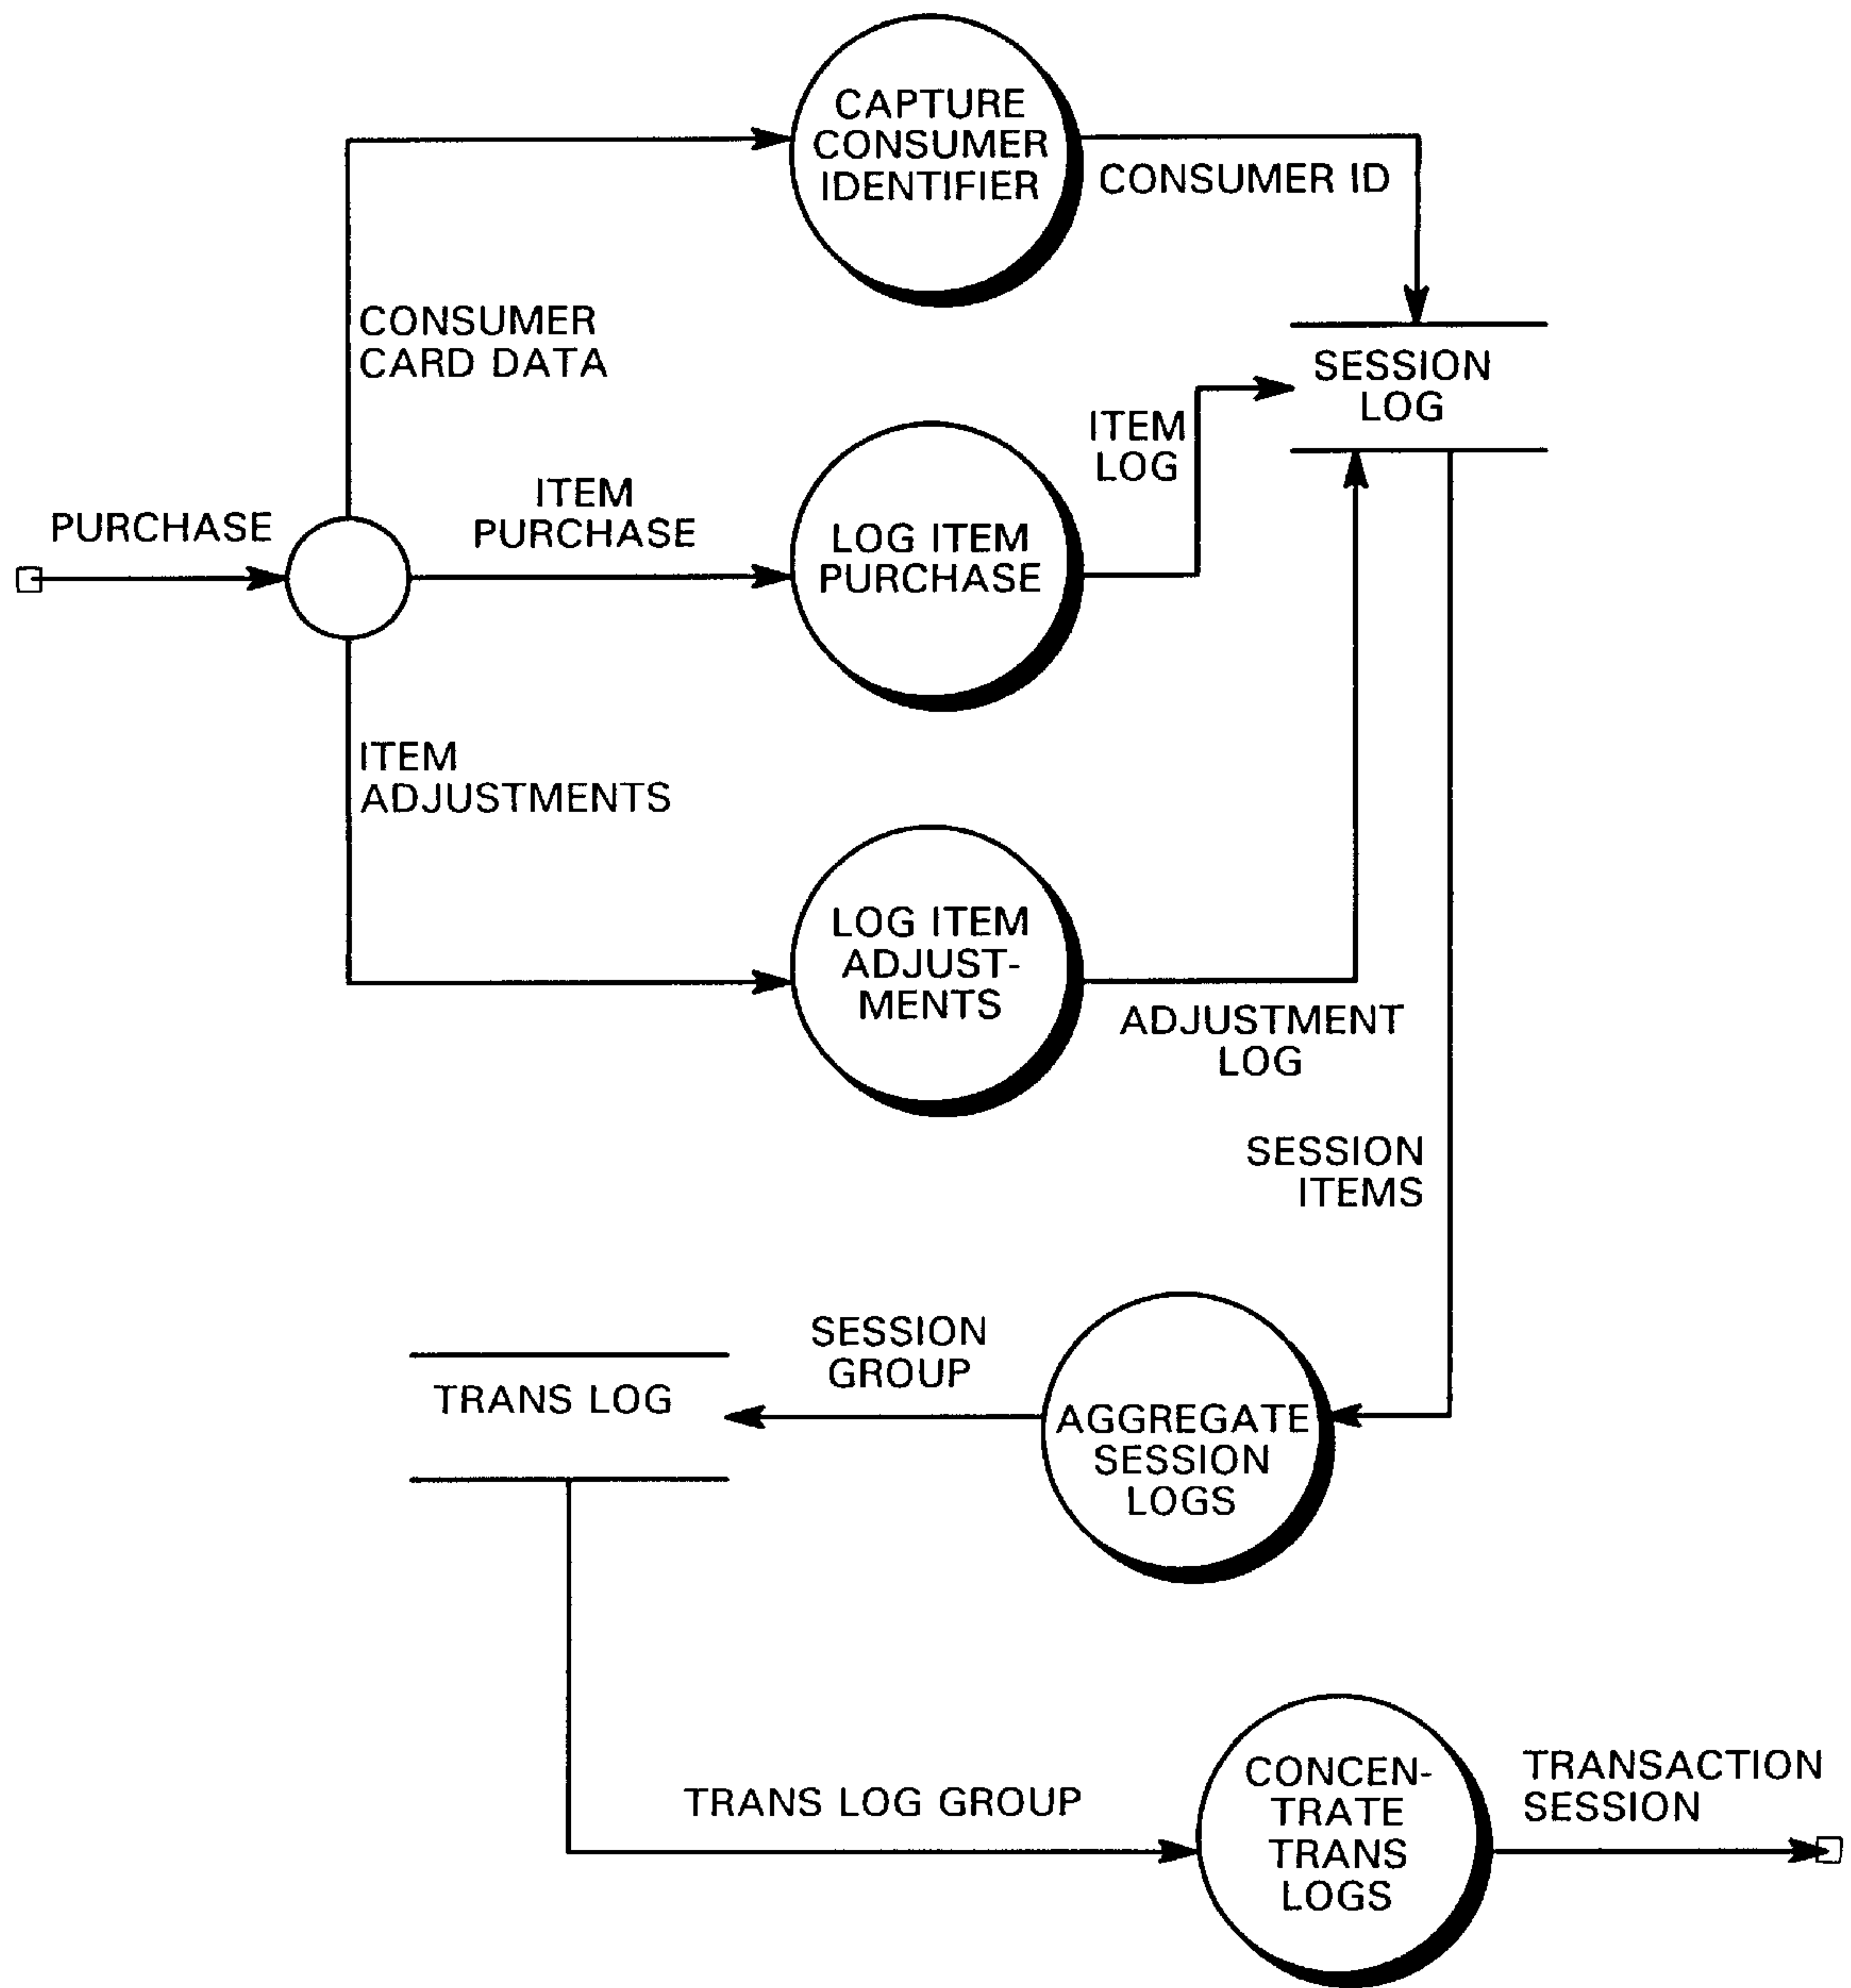 CAPTURE
CONSUMER
IDENTIFIER
CONSUMER ID
CONSUMER
CARD DATA
SESSION
LOG
ITEM
LOG
PURCHASE
ITEM
PURCHASE
LOG ITEM
PURCHASE
ITEM
ADJUSTMENTS
LOG ITEM
ADJUST-
MENTS
ADJUSTMENT
LOG
SESSION
ITEMS
SESSION
GROUP
TRANS LOG
AGGREGATE
SESSION
LOGS
TRANS LOG GROUP
CONCEN-
TRATE
TRANS
LOGS
TRANSACTION
SESSION